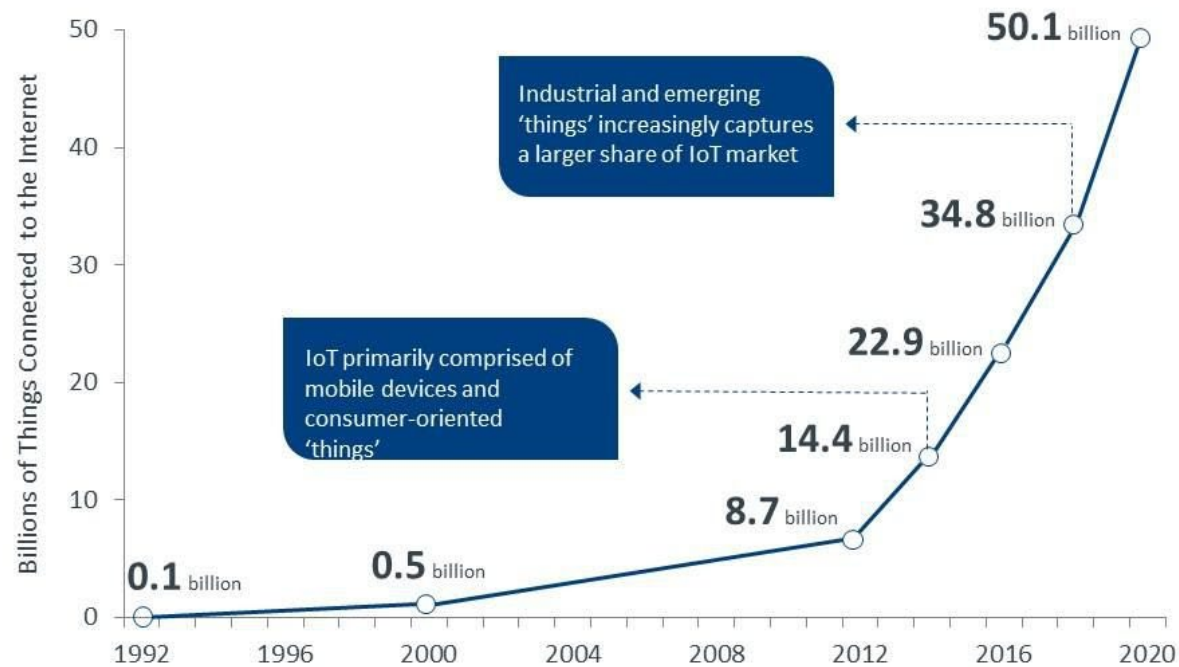 50
50.1 billion
Industrial and emerging
‘things’ increasingly captures
a larger share of IoT market
40
34.8 billion
30
22.9 billion
IoT primarily comprised of
mobile devices and
consumer-oriented
‘things’
20
14.4 billion
10
8.7 billion
0.5 billion
0.1 billion
0
Billions of Things Connected to the Internet
1992 1996 2000 2004 2008 2012 2016 2020